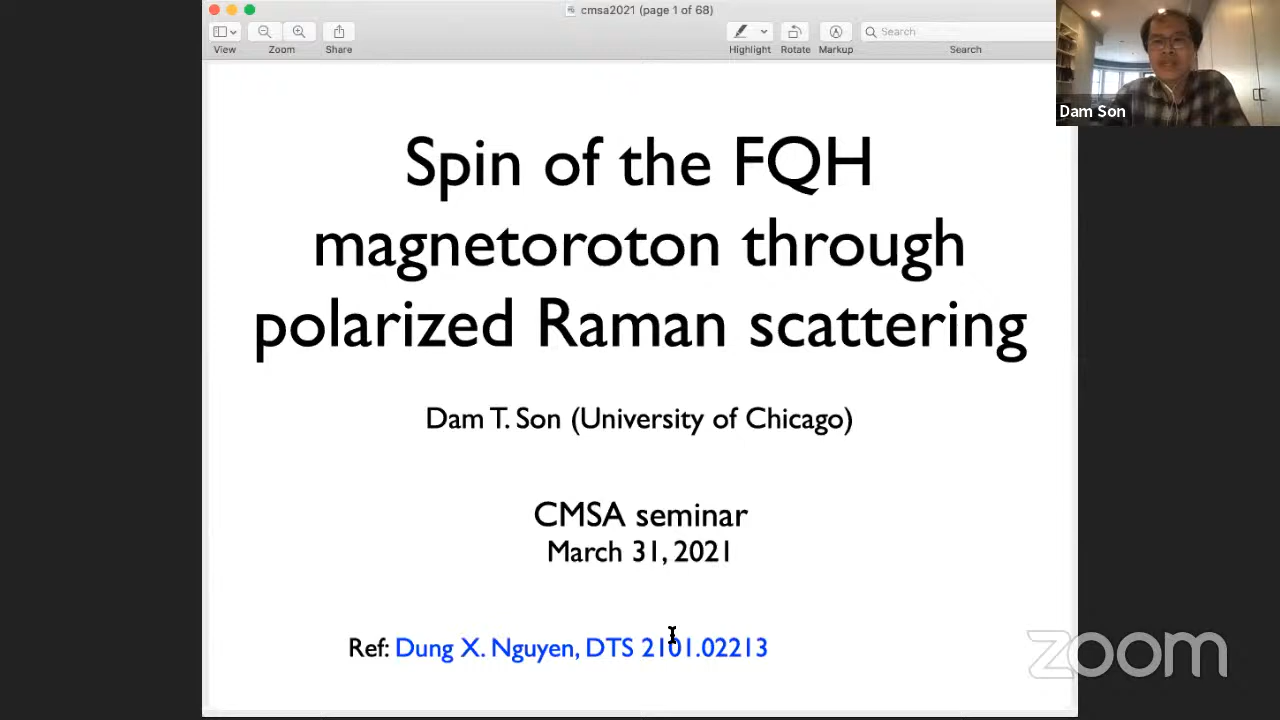 cmsa2021 (page 1 of 68)
View Zoom Share Highlight Rotate Markup Search
Search
Dam Son
Spin of the FQH
magnetoroton through
polarized Raman scattering
Dam T. Son (University of Chicago)
CMSA seminar
March 31, 2021
Ref: Dung X. Nguyen, DTS 2101.02213
zoom